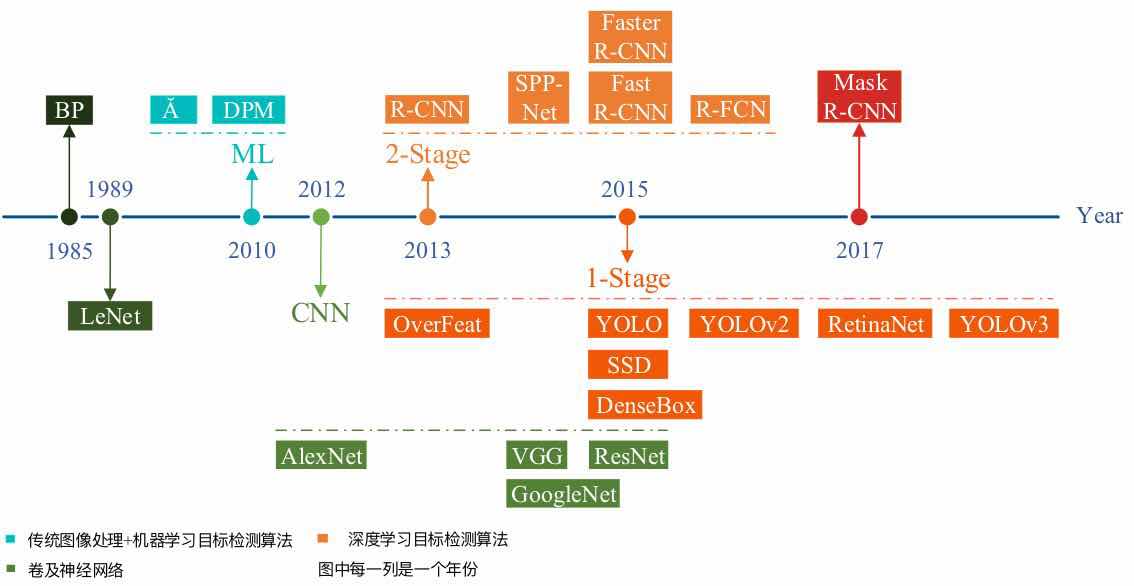 Faster
R-CNN
BP
Ă
DPM
R-CNN
SPP-
Net
Fast
R-CNN
R-FCN
Mask
R-CNN
ML
2-Stage
1989
2012
2015
Year
1985
2010
2013
2017
1-Stage
LeNet
CNN
OverFeat
YOLO
YOLOv2
RetinaNet
YOLOv3
SSD
DenseBox
AlexNet
VGG
ResNet
GoogleNet
传统图像处理+机器学习目标检测算法
深度学习目标检测算法
卷及神经网络
图中每一列是一个年份